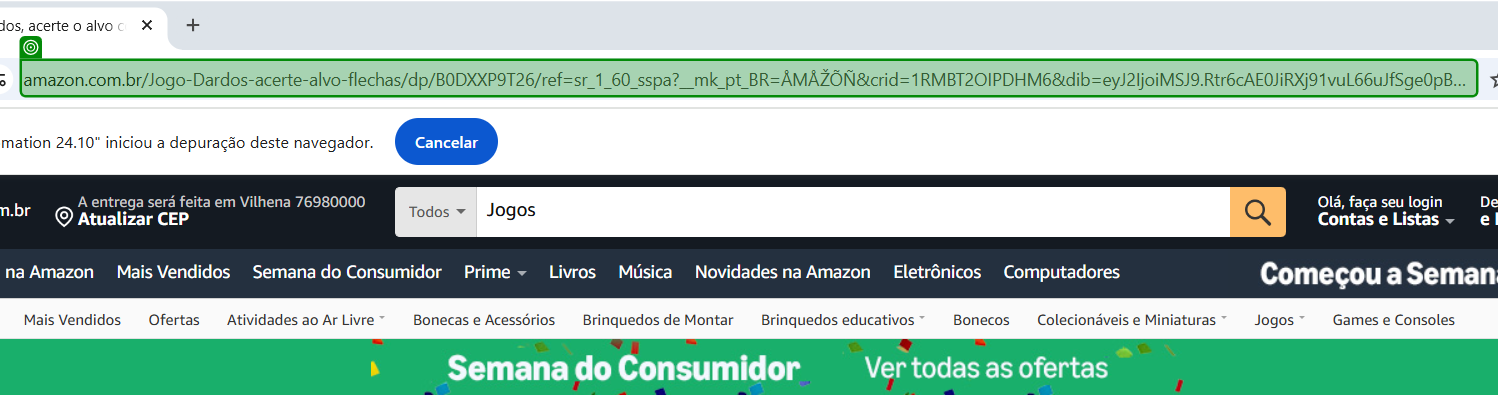 dos, acerte o alvo c
amazon.com.br/Jogo-Dardos-acerte-alvo-flechas/dp/B0DXXP9T26/ref=sr_1_60_sspa?__mk_pt_BR=ÅMÅŽÕÑ&crid=1RMBT2OIPDHM6&dib=eyJ2IjoiMSJ9.Rtr6cAE0JiRXj91vuL66uJfSge0pB...
mation 24.10" iniciou a depuração deste navegador.
Cancelar
m.br
A entrega será feita em Vilhena 76980000
Atualizar CEP
Todos
Jogos
Olá, faça seu login
Contas e Listas
De
e
na Amazon Mais Vendidos Semana do Consumidor Prime Livros Música Novidades na Amazon Eletrônicos Computadores Começou a Semana
Mais Vendidos Ofertas Atividades ao Ar Livre Bonecas e Acessórios Brinquedos de Montar Brinquedos educativos Bonecos Colecionáveis e Miniaturas Jogos Games e Consoles
Semana do Consumidor Ver todas as ofertas